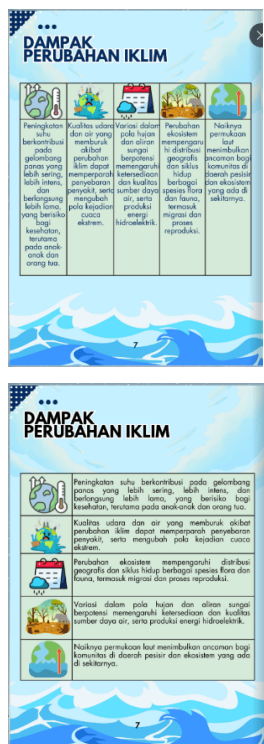 DAMPAK
PERUBAHAN IKLIM
Peningkatan
suhu
berkontribusi
pada
gelombang
panas yang
lebih sering,
lebih intens,
dan
berlangsung
lebih lama,
yang berisiko
bagi
kesehatan,
terutama
pada anak-
anak dan
orang tua.
Kualitas udara
dan air yang
memburuk
akibat
perubahan
iklim dapat
memperparah
penyebaran
penyakit, serta
mengubah
pola kejadian
cuaca
ekstrem.
Variasi dalam
pola hujan
dan aliran
sungai
berpotensi
memengaruhi
ketersediaan
dan kualitas
sumber daya
air, serta
produksi
energi
hidroelektrik.
Perubahan
ekosistem
mempengaru
hi distribusi
geografis
dan siklus
hidup
berbagai
spesies flora
dan fauna,
termasuk
migrasi dan
proses
reproduksi.
Naiknya
permukaan
laut
menimbulkan
ancaman bagi
komunitas di
daerah pesisir
dan ekosistem
yang ada di
sekitarnya.
7
DAMPAK
PERUBAHAN IKLIM
Peningkatan suhu berkontribusi pada gelombang
panas yang lebih sering, lebih intens, dan
berlangsung lebih lama, yang berisiko bagi
kesehatan, terutama pada anak-anak dan orang tua.
Kualitas udara dan air yang memburuk akibat
perubahan iklim dapat memperparah penyebaran
penyakit, serta mengubah pola kejadian cuaca
ekstrem.
Perubahan ekosistem mempengaruhi distribusi
geografis dan siklus hidup berbagai spesies flora dan
fauna, termasuk migrasi dan proses reproduksi.
Variasi dalam pola hujan dan aliran sungai
berpotensi memengaruhi ketersediaan dan kualitas
sumber daya air, serta produksi energi hidroelektrik.
Naiknya permukaan laut menimbulkan ancaman bagi
komunitas di daerah pesisir dan ekosistem yang ada
di sekitarnya.
7